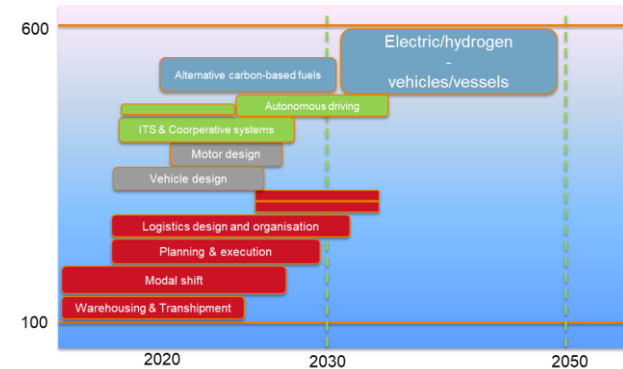 600
Electric/hydrogen
-
vehicles/vessels
Alternative carbon-based fuels
Autonomous driving
ITS & Coorperative systems
Motor design
Vehicle design
Logistics design and organisation
Planning & execution
Modal shift
Warehousing & Transhipment
100
2020
2030
2050